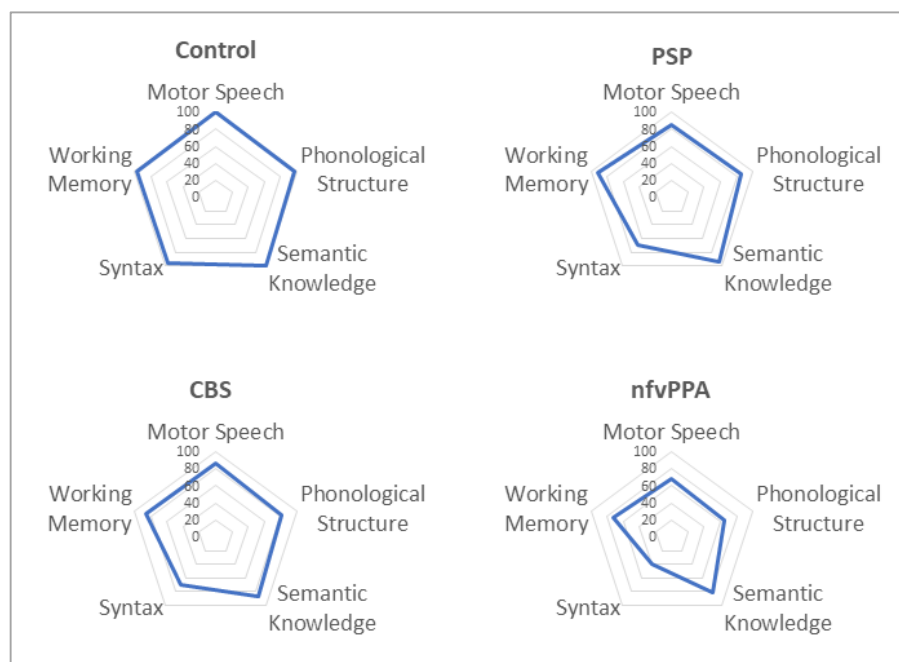 Control
Motor Speech
100
80
60
40
20
0
Working
Memory
Phonological
Structure
Syntax
Semantic
Knowledge
PSP
Motor Speech
100
80
60
40
20
0
Working
Memory
Phonological
Structure
Syntax
Semantic
Knowledge
CBS
Motor Speech
100
80
60
40
20
0
Working
Memory
Phonological
Structure
Syntax
Semantic
Knowledge
nfvPPA
Motor Speech
100
80
60
40
20
0
Working
Memory
Phonological
Structure
Syntax
Semantic
Knowledge